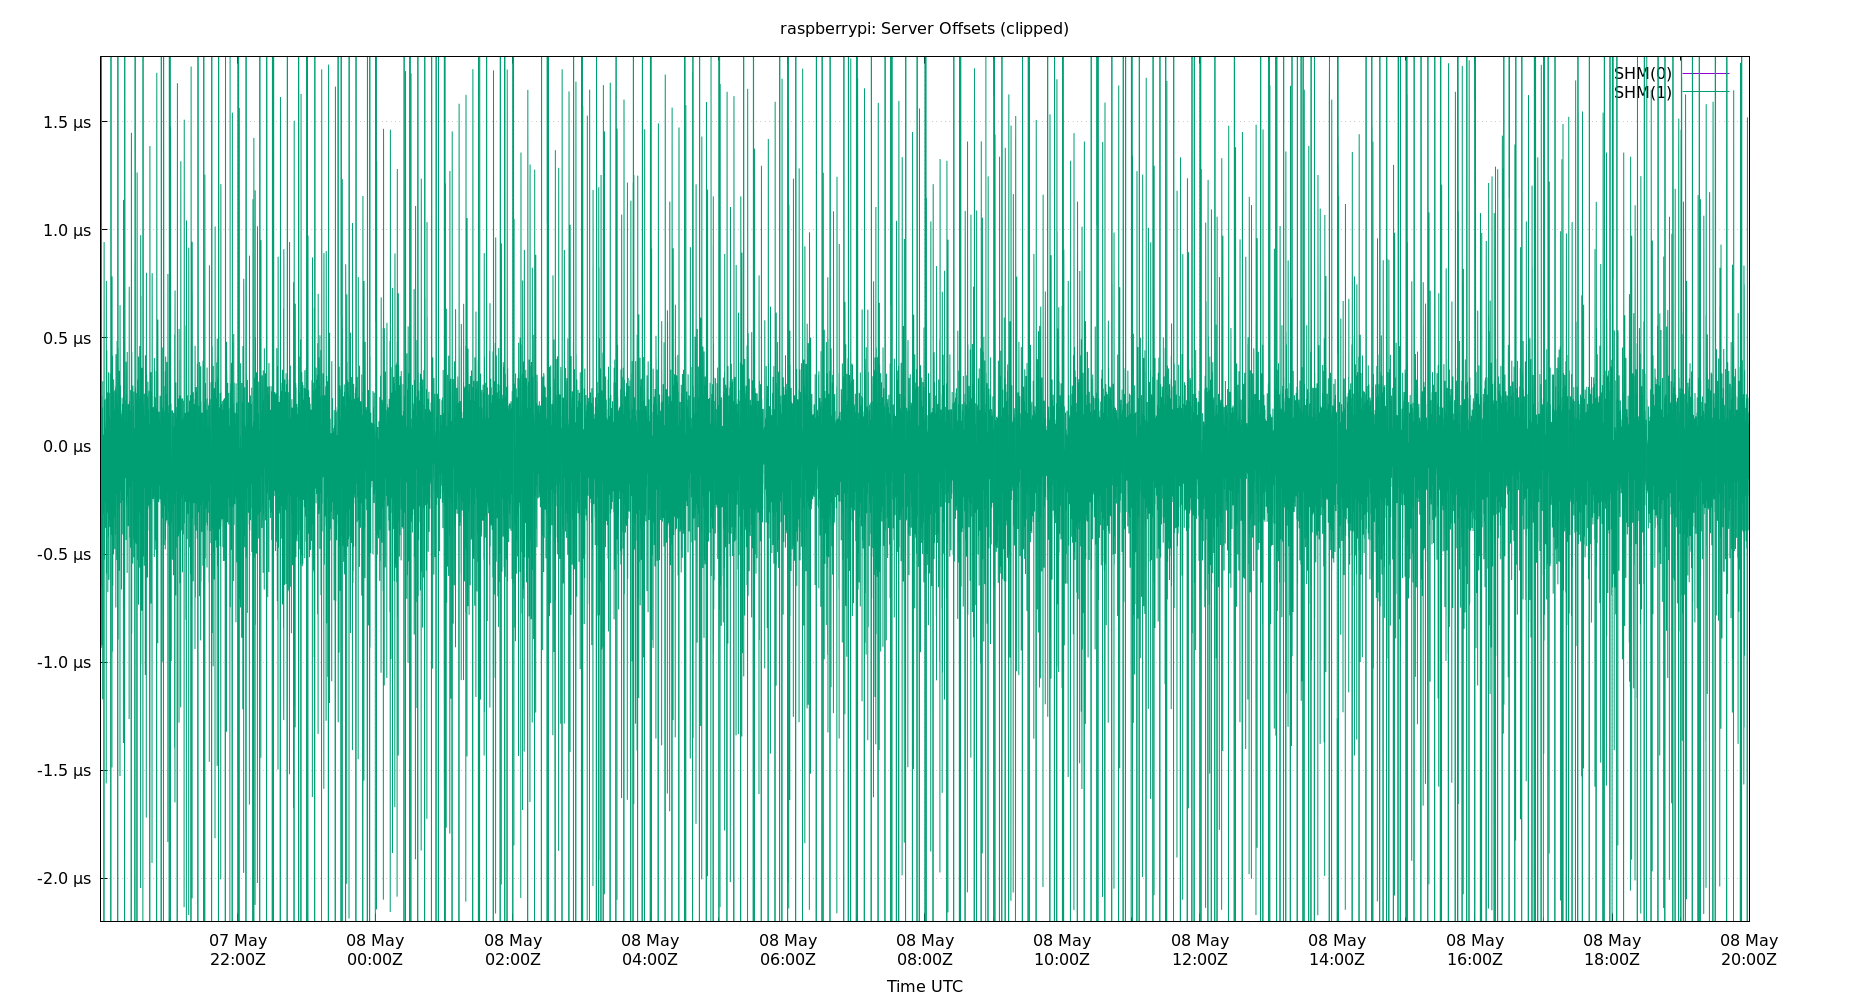 raspberrypi: Server Offsets (clipped)
SHM(0)
SHM(1)
1.5 µs
1.0 µs
0.5 µs
0.0 µs
-0.5 µs
-1.0 µs
-1.5 µs
-2.0 µs
07 May 08 May 08 May 08 May 08 May 08 May 08 May 08 May 08 May 08 May 08 May 08 May
22:00Z 00:00Z 02:00Z 04:00Z 06:00Z 08:00Z 10:00Z 12:00Z 14:00Z 16:00Z 18:00Z 20:00Z
Time UTC